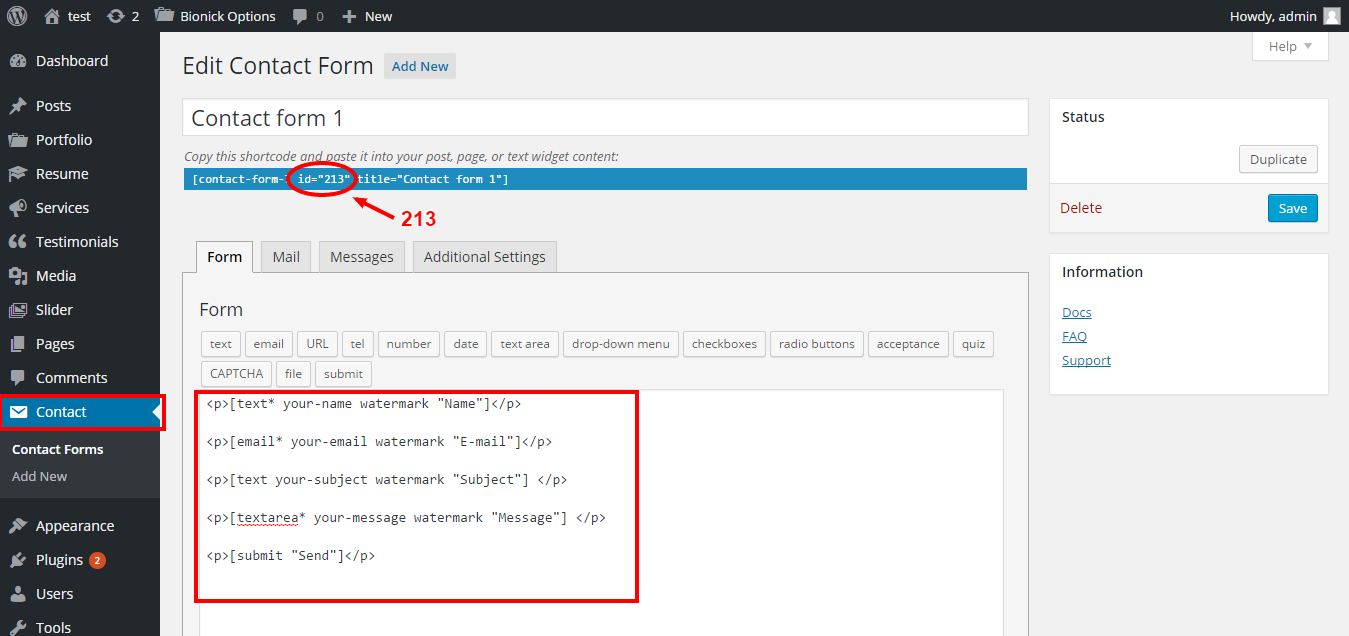 test 2 Bionick Options 0 New Howdy, admin
Help
Dashboard
Posts
Portfolio
Resume
Services
Testimonials
Media
Slider
Pages
Comments
Contact
Contact Forms
Add New
Appearance
Plugins 2
Users
Tools
Edit Contact Form Add New
Contact form 1
Copy this shortcode and paste it into your post, page, or text widget content:
[contact-form- id="213" title="Contact form 1"]
213
Form Mail Messages Additional Settings
Form
text email URL tel number date text area drop-down menu checkboxes radio buttons acceptance quiz
CAPTCHA file submit
<p>[text* your-name watermark "Name"]</p>
<p>[email* your-email watermark "E-mail"]</p>
<p>[text your-subject watermark "Subject"] </p>
<p>[textarea* your-message watermark "Message"] </p>
<p>[submit "Send"]</p>
Status
Duplicate
Delete Save
Information
Docs
FAQ
Support